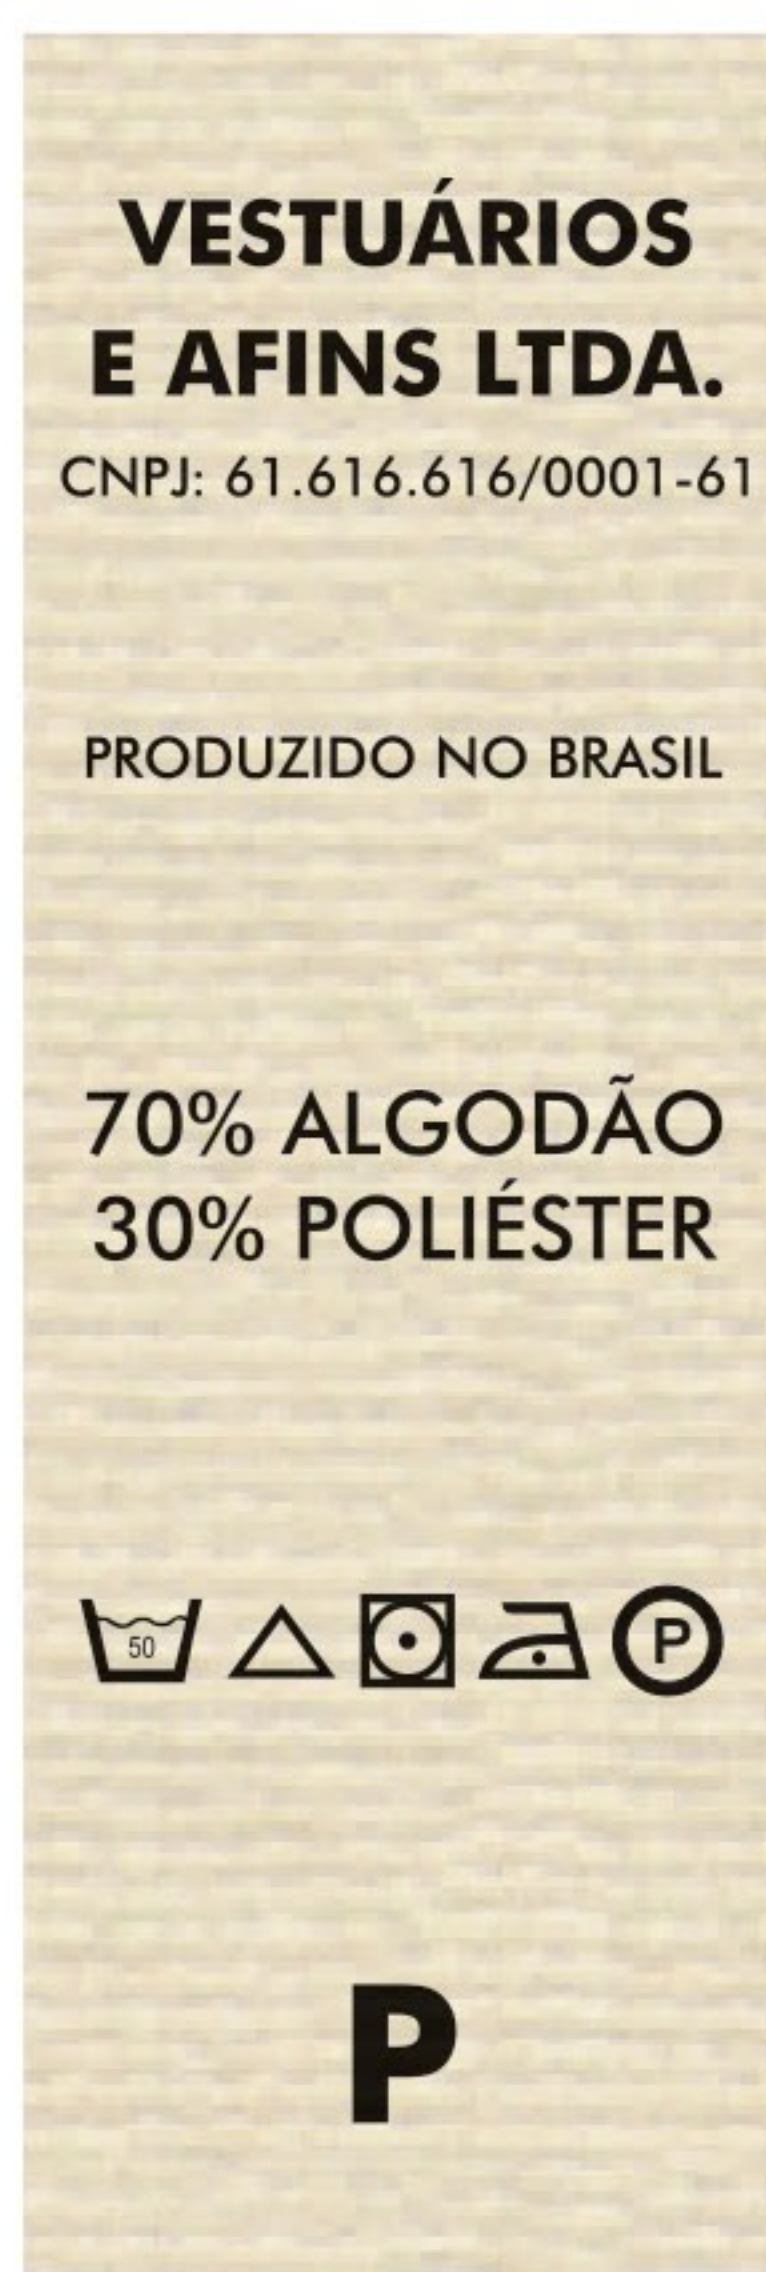 VESTUÁRIOS
E AFINS LTDA.
CNPJ: 61.616.616/0001-61
PRODUZIDO NO BRASIL
70% ALGODÃO
30% POLIÉSTER
50 P
P